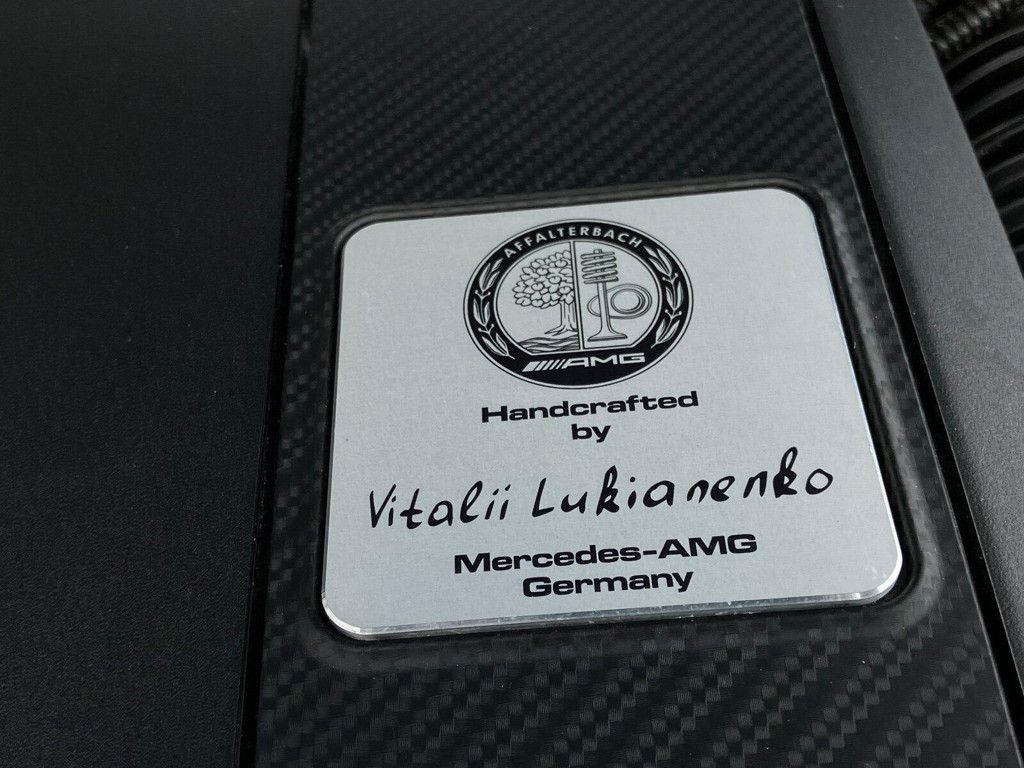 AFFALTERBACH
AMG
Handcrafted
by
Vitalii Lukianenko
Mercedes-AMG
Germany